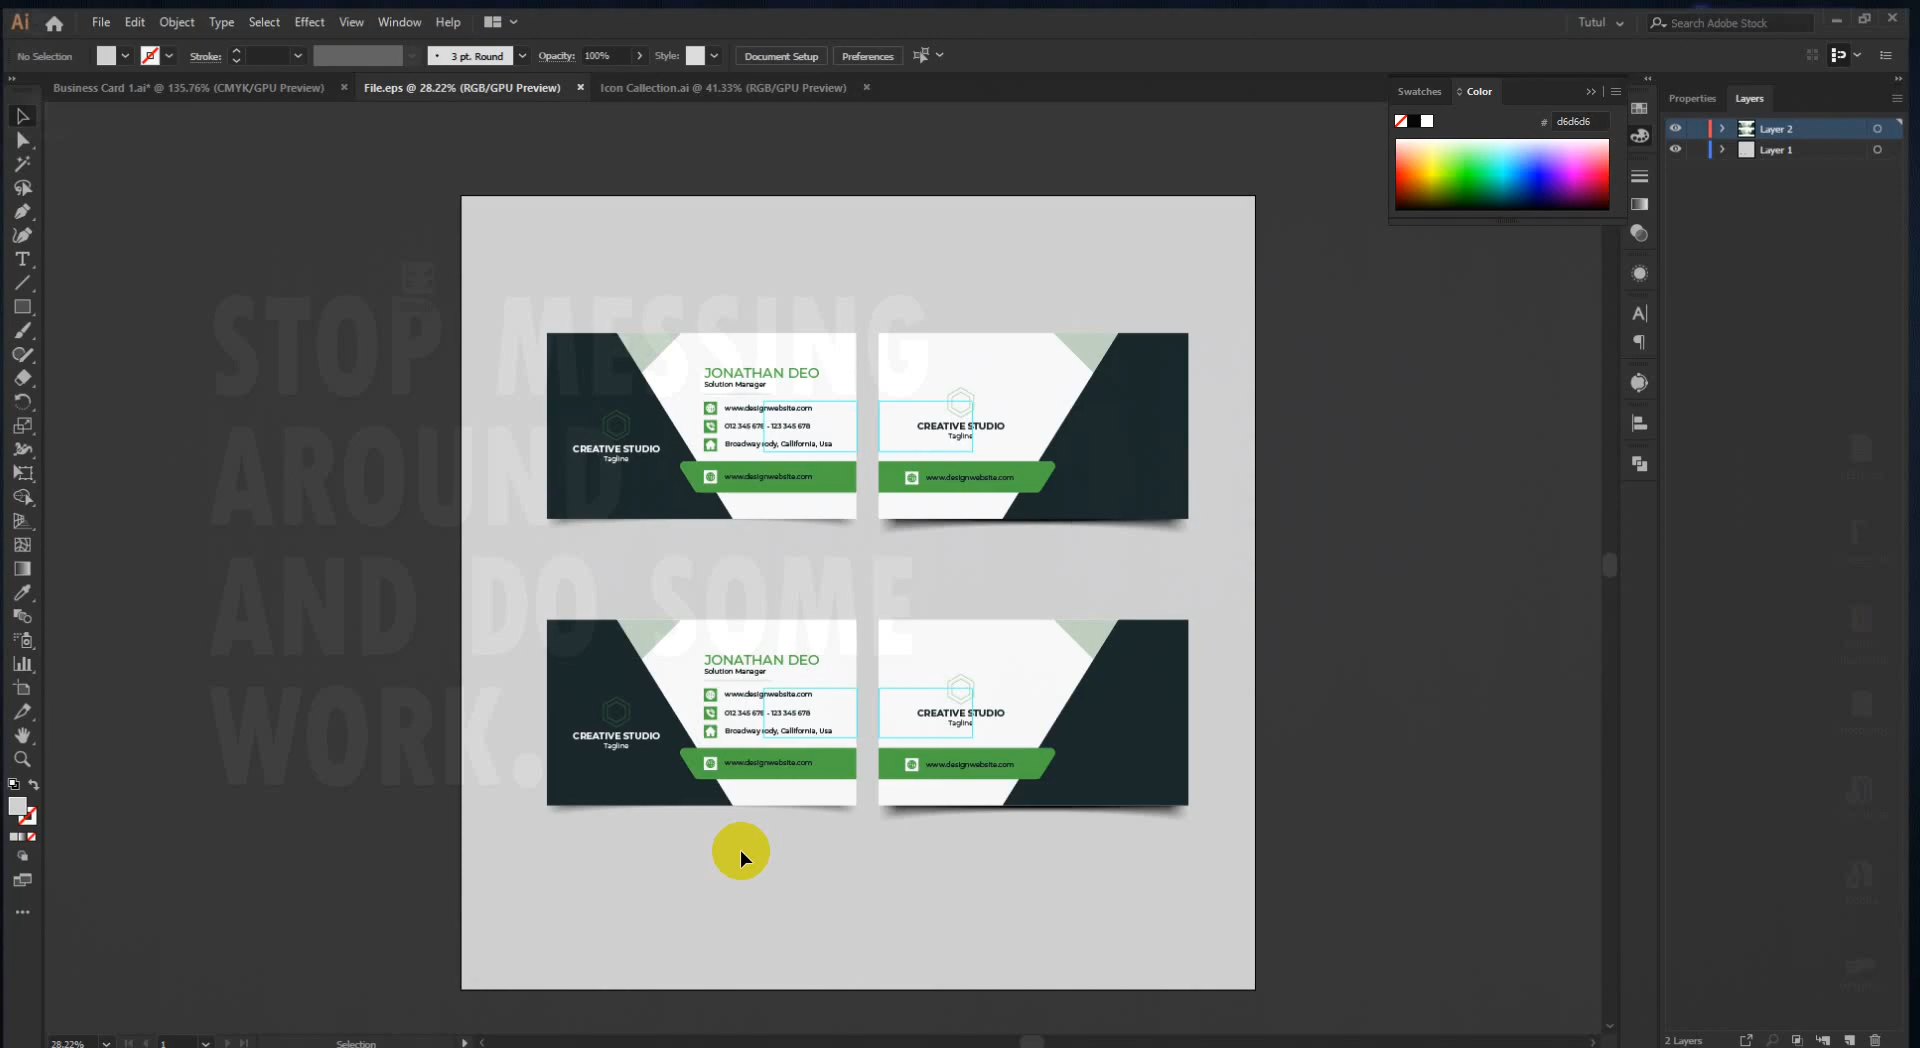 Ai File Edit Object Type Select Effect View Window Help Tutul Search Adobe Stock
No Selection Stroke: 3 pt. Round Opacity: 100% Style: Document Setup Preferences
Business Card 1.ai* @ 135.76% (CMYK/GPU Preview) File.eps @ 28.22% (RGB/GPU Preview) Icon Callection.ai @ 41.33% (RGB/GPU Preview)
Swatches Color
# d6d6d6
Properties Layers
Layer 2
Layer 1
STOP MESSING
AROUND
AND DO SOME
WORK.
JONATHAN DEO
Solution Manager
www.designwebsite.com
012 345 678 - 123 345 678
Broadway rody, Callifornia, Usa
www.designwebsite.com
CREATIVE STUDIO
Tagline
CREATIVE STUDIO
Tagline
www.designwebsite.com
JONATHAN DEO
Solution Manager
www.designwebsite.com
012 345 678 - 123 345 678
Broadway rody, Callifornia, Usa
www.designwebsite.com
CREATIVE STUDIO
Tagline
CREATIVE STUDIO
Tagline
www.designwebsite.com
28.22% 1 Selection
2 Layers